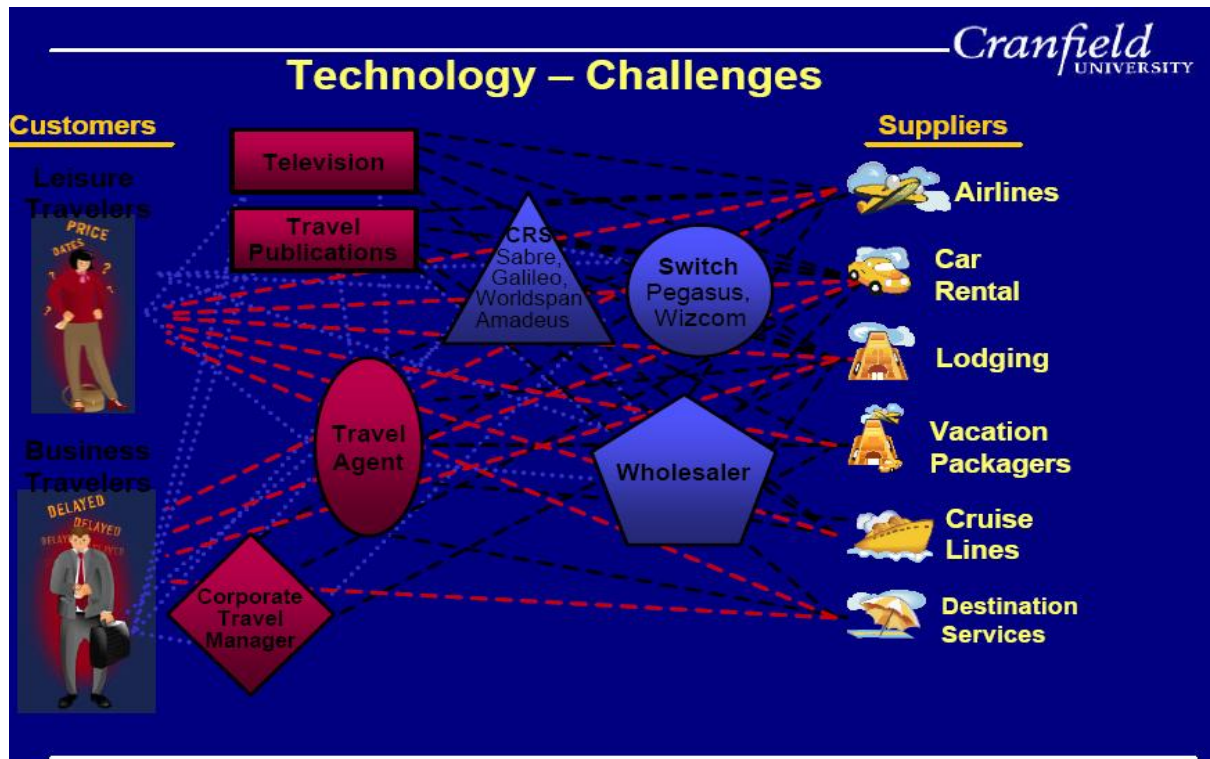 Cranfield
UNIVERSITY
Technology – Challenges
Customers
Suppliers
Leisure
Travelers
PRICE
DATES
?
?
?
?
Business
Travelers
DELAYED
DELAYED
DELAYED
Television
Travel
Publications
CRS
Sabre,
Galileo,
Worldspan
Amadeus
Switch
Pegasus,
Wizcom
Travel
Agent
Wholesaler
Corporate
Travel
Manager
Airlines
Car
Rental
Lodging
Vacation
Packagers
Cruise
Lines
Destination
Services